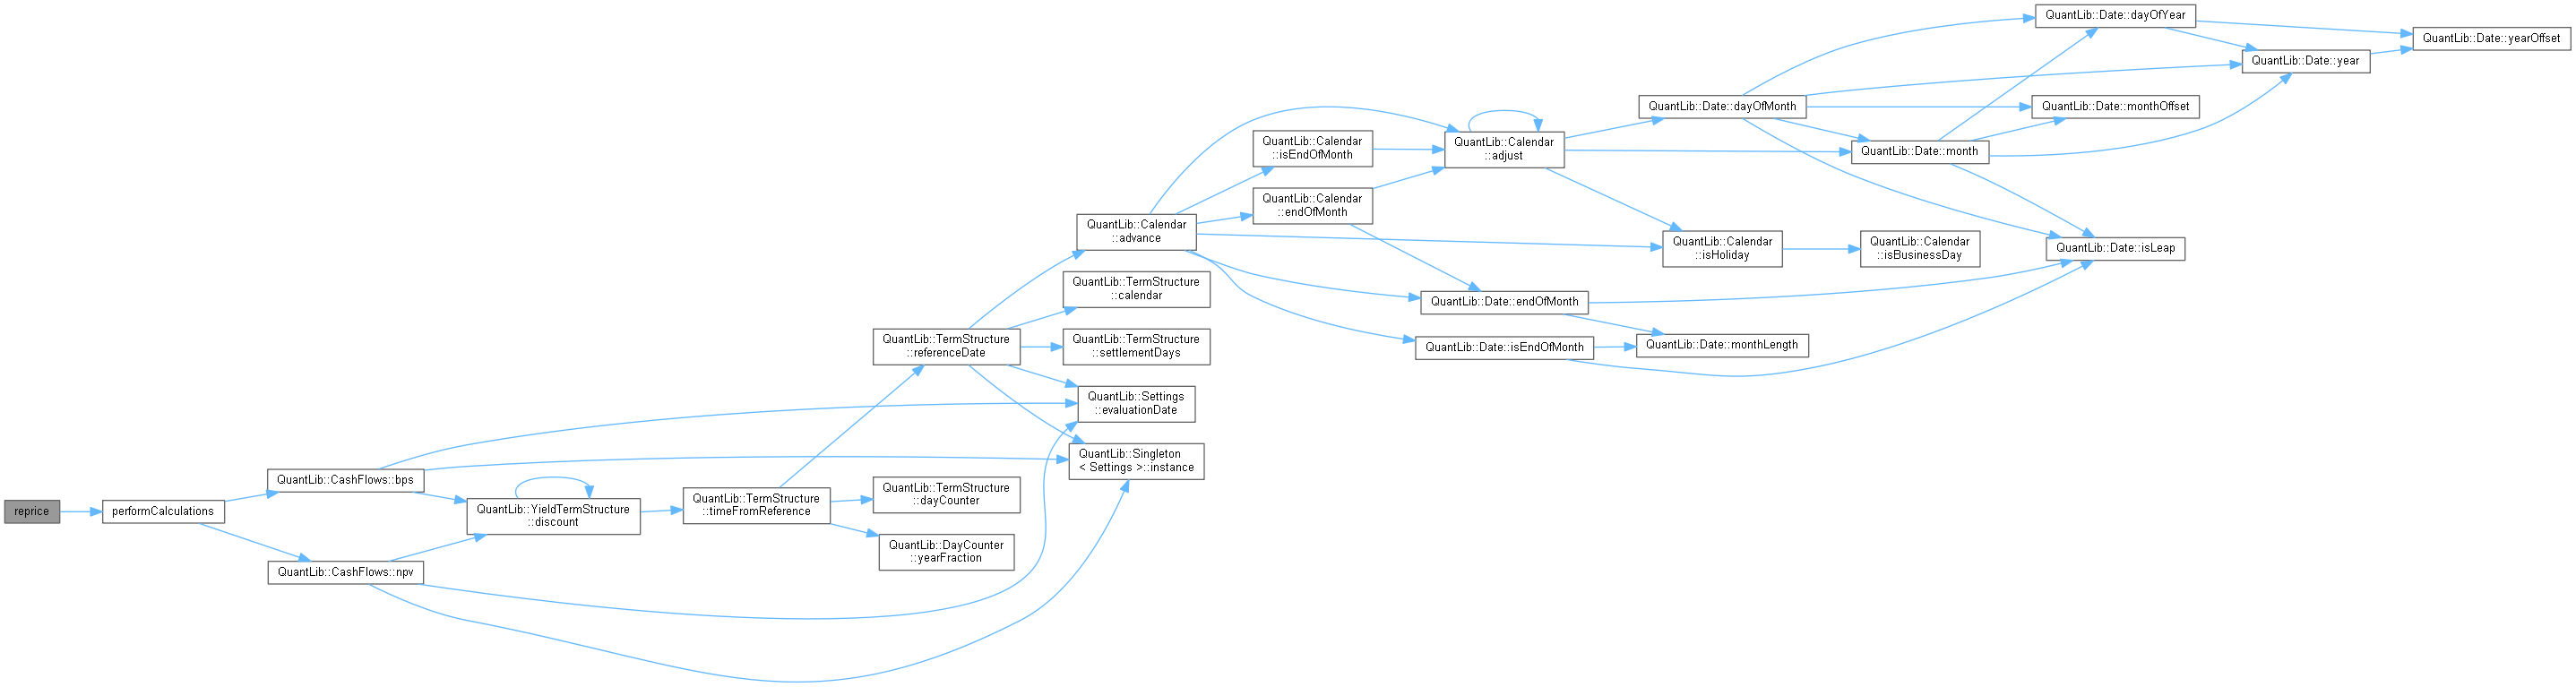 reprice
performCalculations
QuantLib::CashFlows::bps
QuantLib::CashFlows::npv
QuantLib::YieldTermStructure
::discount
QuantLib::TermStructure
::timeFromReference
QuantLib::TermStructure
::referenceDate
QuantLib::TermStructure
::dayCounter
QuantLib::DayCounter
::yearFraction
QuantLib::Calendar
::advance
QuantLib::TermStructure
::calendar
QuantLib::TermStructure
::settlementDays
QuantLib::Settings
::evaluationDate
QuantLib::Singleton
< Settings >::instance
QuantLib::Calendar
::isEndOfMonth
QuantLib::Calendar
::endOfMonth
QuantLib::Calendar
::adjust
QuantLib::Date::endOfMonth
QuantLib::Date::isEndOfMonth
QuantLib::Date::dayOfMonth
QuantLib::Calendar
::isHoliday
QuantLib::Date::monthLength
QuantLib::Date::month
QuantLib::Calendar
::isBusinessDay
QuantLib::Date::dayOfYear
QuantLib::Date::monthOffset
QuantLib::Date::isLeap
QuantLib::Date::year
QuantLib::Date::yearOffset